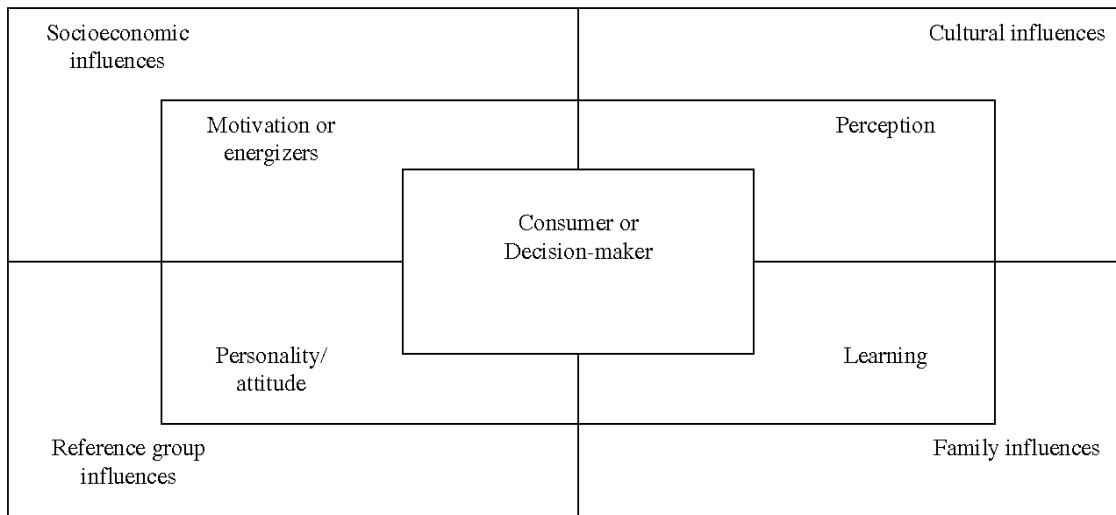 Socioeconomic
influences
Cultural influences
Motivation or
energizers
Perception
Consumer or
Decision-maker
Personality/
attitude
Learning
Reference group
influences
Family influences